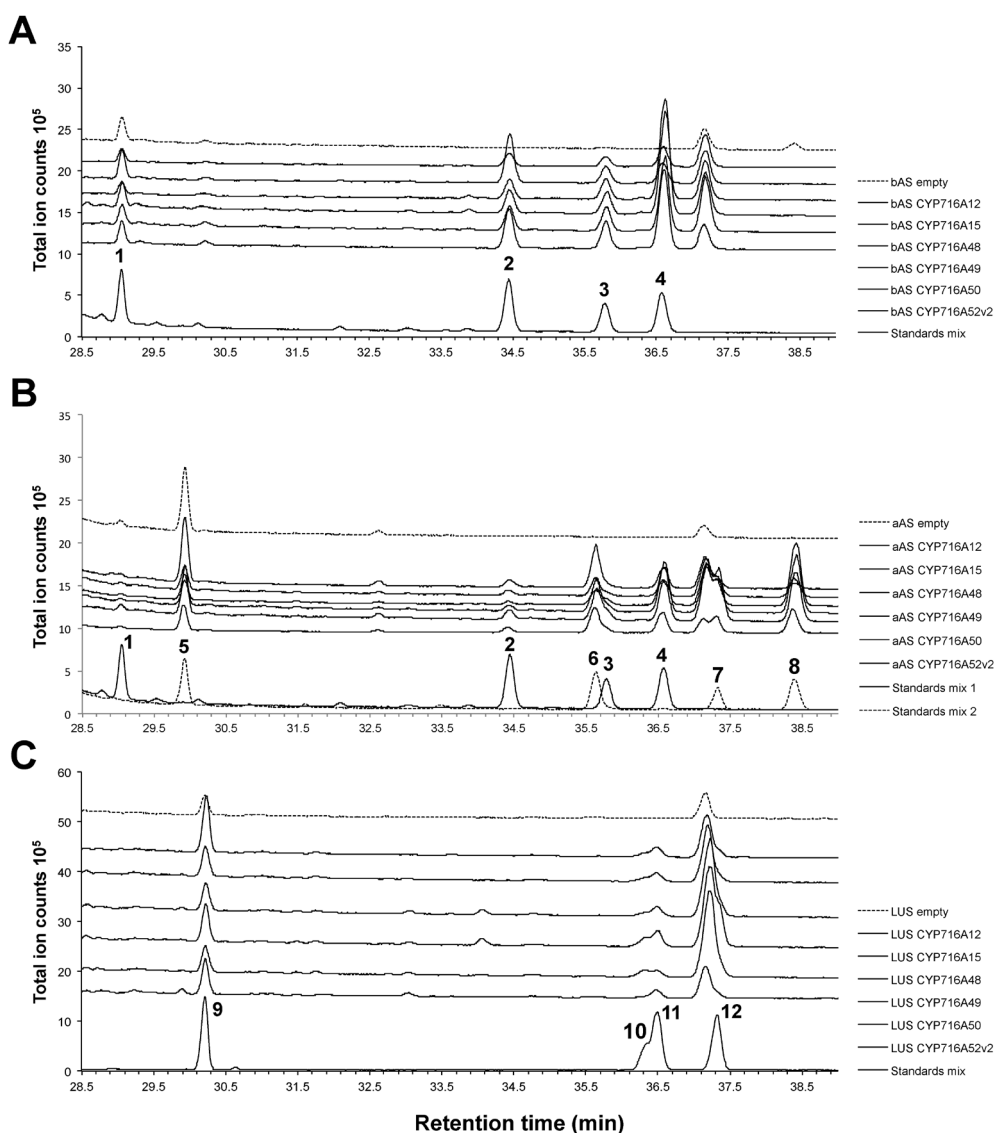 A
Total ion counts 10⁵
35
30
25
20
15
10
5
0
28.5 29.5 30.5 31.5 32.5 33.5 34.5 35.5 36.5 37.5 38.5
1 2 3 4
bAS empty
bAS CYP716A12
bAS CYP716A15
bAS CYP716A48
bAS CYP716A49
bAS CYP716A50
bAS CYP716A52v2
Standards mix
B
Total ion counts 10⁵
35
30
25
20
15
10
5
0
28.5 29.5 30.5 31.5 32.5 33.5 34.5 35.5 36.5 37.5 38.5
1 5 2 6 3 4 7 8
aAS empty
aAS CYP716A12
aAS CYP716A15
aAS CYP716A48
aAS CYP716A49
aAS CYP716A50
aAS CYP716A52v2
Standards mix 1
Standards mix 2
C
Total ion counts 10⁵
60
50
40
30
20
10
0
28.5 29.5 30.5 31.5 32.5 33.5 34.5 35.5 36.5 37.5 38.5
9 10 11 12
LUS empty
LUS CYP716A12
LUS CYP716A15
LUS CYP716A48
LUS CYP716A49
LUS CYP716A50
LUS CYP716A52v2
Standards mix
Retention time (min)